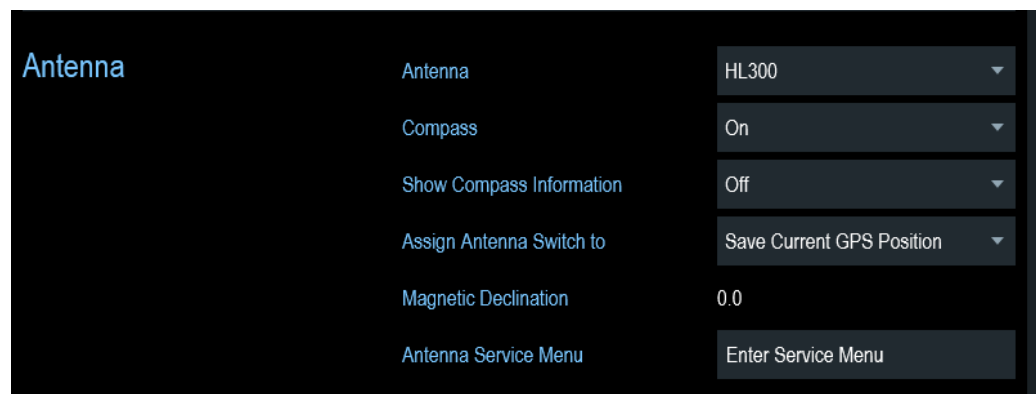 Antenna
Antenna HL300
Compass On
Show Compass Information Off
Assign Antenna Switch to Save Current GPS Position
Magnetic Declination 0.0
Antenna Service Menu Enter Service Menu